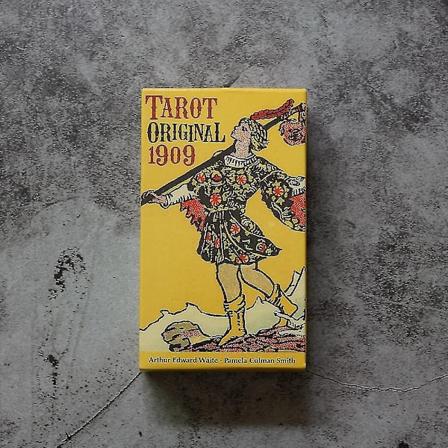 TAROT
ORIGINAL
1909
Arthur Edward Waite - Pamela Colman Smith